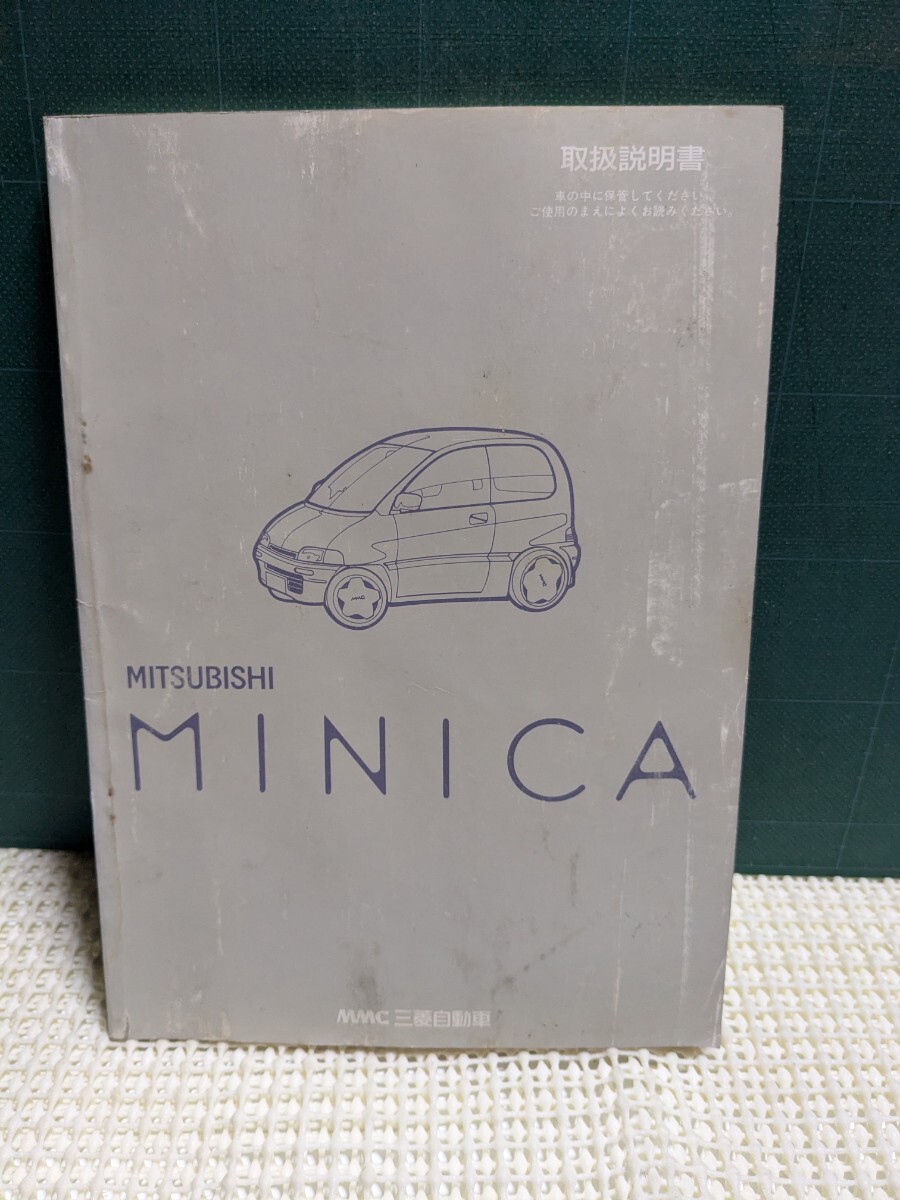 取扱説明書
車の中に保管してください。
ご使用のまえによくお読みください。
MITSUBISHI
MINICA
MMC 三菱自動車